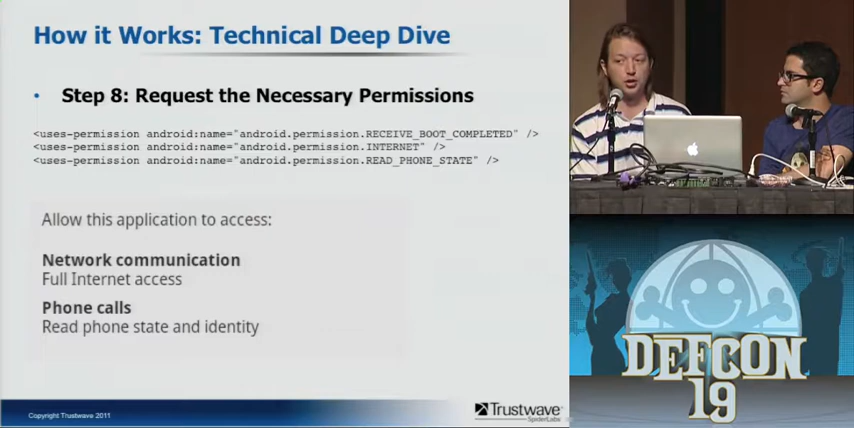 How it Works: Technical Deep Dive
• Step 8: Request the Necessary Permissions
<uses-permission android:name="android.permission.RECEIVE_BOOT_COMPLETED" />
<uses-permission android:name="android.permission.INTERNET" />
<uses-permission android:name="android.permission.READ_PHONE_STATE" />
Allow this application to access:
Network communication
Full Internet access
Phone calls
Read phone state and identity
Copyright Trustwave 2011
Trustwave
SpiderLabs
DEFCON
19